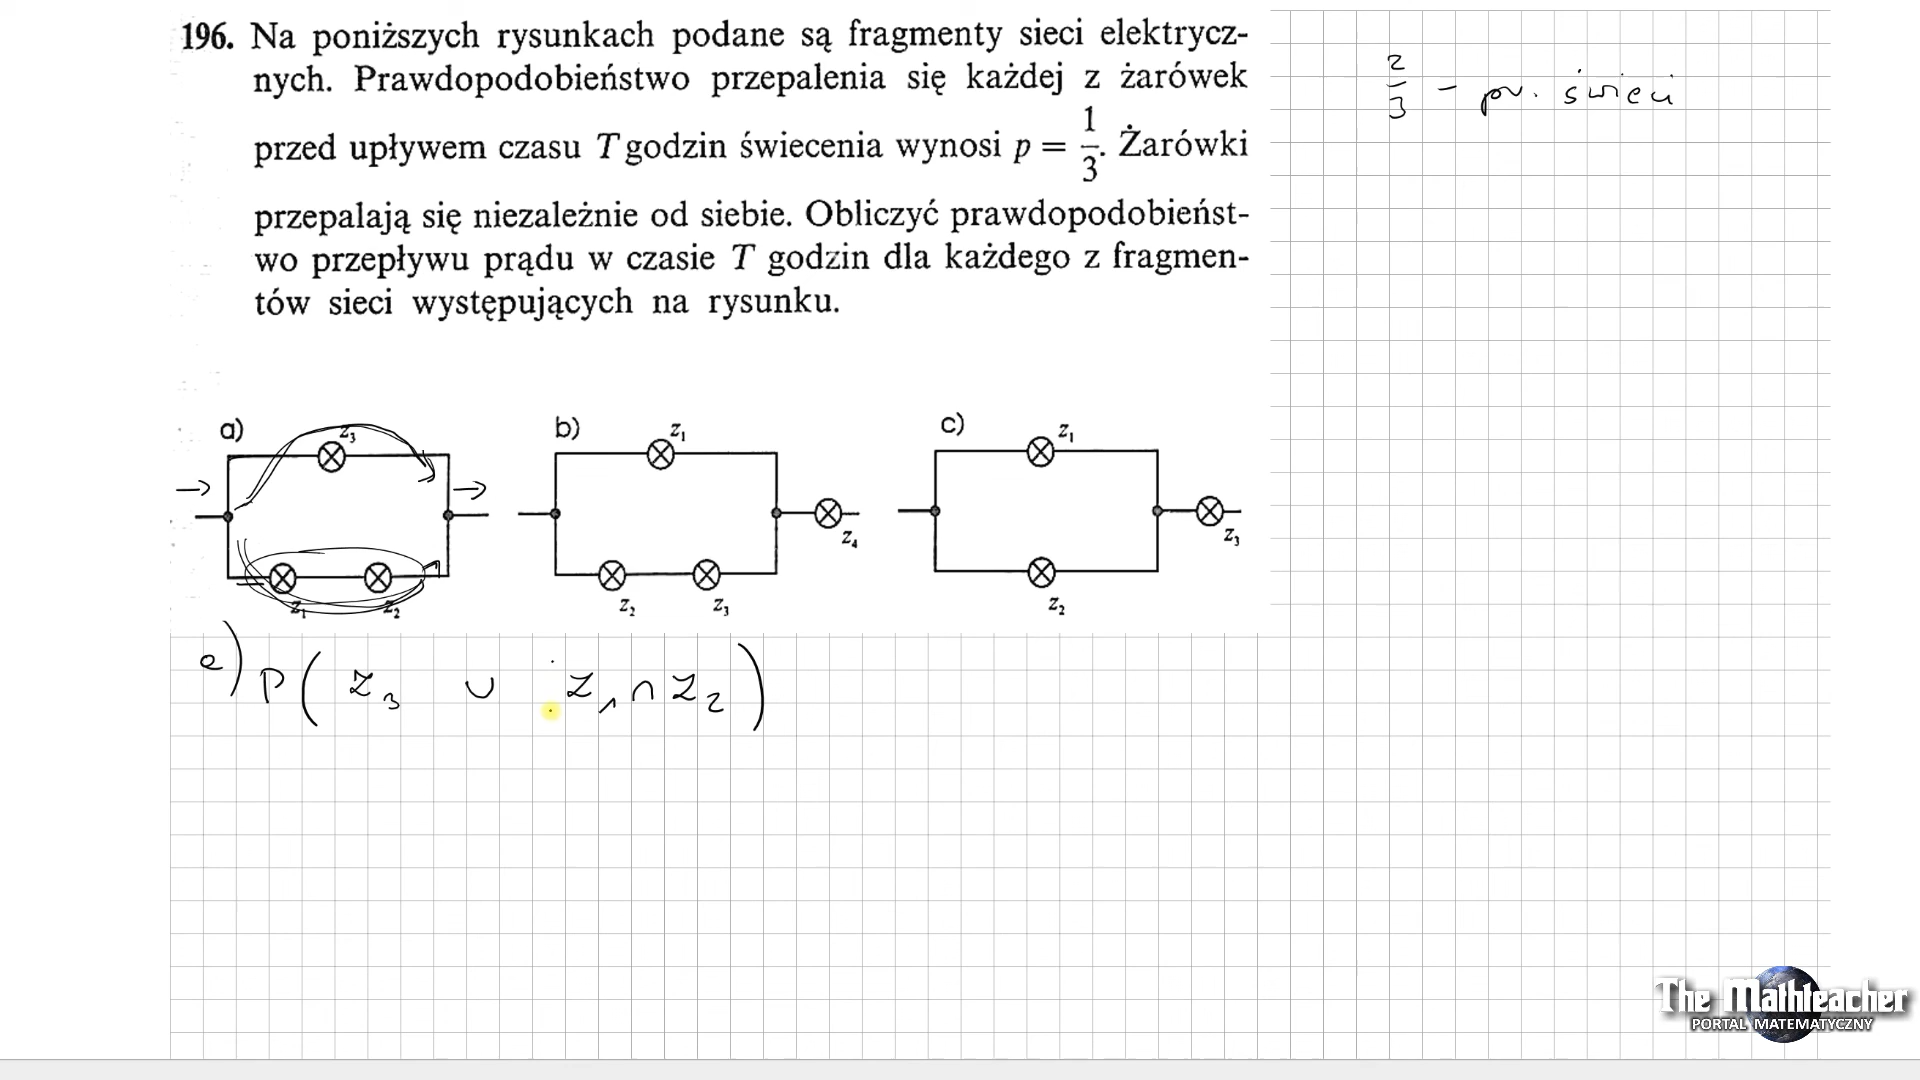 196. Na poniższych rysunkach podane są fragmenty sieci elektrycz-
nych. Prawdopodobieństwo przepalenia się każdej z żarówek
przed upływem czasu T godzin świecenia wynosi p = 1/3. Żarówki
przepalają się niezależnie od siebie. Obliczyć prawdopodobieńst-
wo przepływu prądu w czasie T godzin dla każdego z fragmen-
tów sieci występujących na rysunku.
2/3 - pr. świeci
a) z3 z1 z2
b) z1 z2 z3 z4
c) z1 z2 z3
a) P( Z3 ∪ Z1 ∩ Z2 )
The Mathteacher
PORTAL MATEMATYCZNY